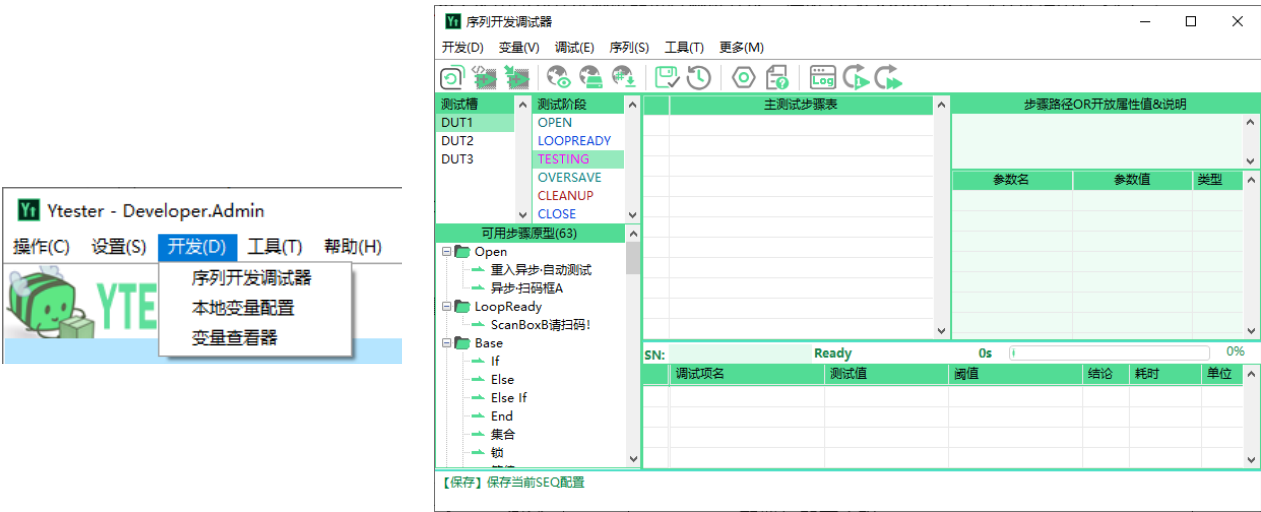 Ytester - Developer.Admin
操作(C) 设置(S) 开发(D) 工具(T) 帮助(H)
YTE
序列开发调试器
本地变量配置
变量查看器
序列开发调试器
开发(D) 变量(V) 调试(E) 序列(S) 工具(T) 更多(M)
Log
测试槽
DUT1
DUT2
DUT3
测试阶段
OPEN
LOOPREADY
TESTING
OVERSAVE
CLEANUP
CLOSE
可用步骤原型(63)
Open
重入异步·自动测试
异步·扫码框A
LoopReady
ScanBoxB请扫码!
Base
If
Else
Else If
End
集合
锁
主测试步骤表
步骤路径OR开放属性值&说明
参数名 参数值 类型
SN: Ready 0s 0%
调试项名 测试值 阈值 结论 耗时 单位
【保存】保存当前SEQ配置